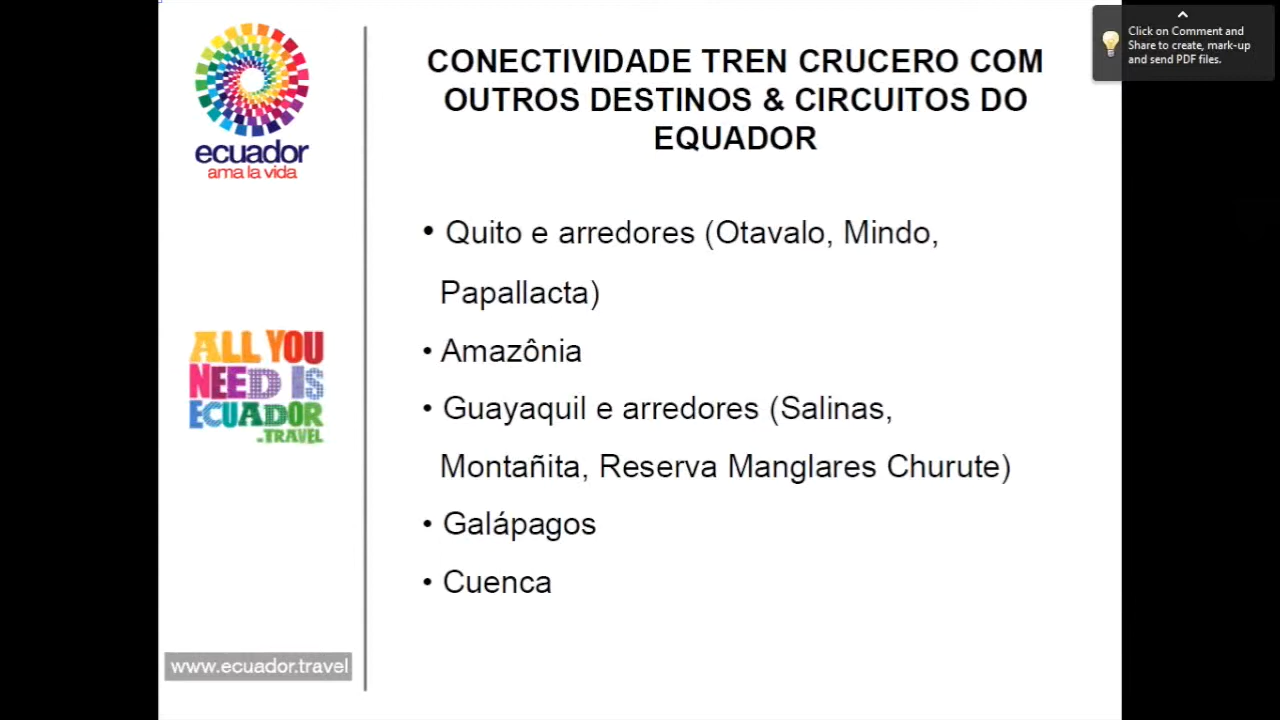 ecuador
ama la vida
ALL YOU
NEED IS
ECUADOR
.TRAVEL
www.ecuador.travel
CONECTIVIDADE TREN CRUCERO COM
OUTROS DESTINOS & CIRCUITOS DO
EQUADOR
• Quito e arredores (Otavalo, Mindo,
Papallacta)
• Amazônia
• Guayaquil e arredores (Salinas,
Montañita, Reserva Manglares Churute)
• Galápagos
• Cuenca
Click on Comment and
Share to create, mark-up
and send PDF files.